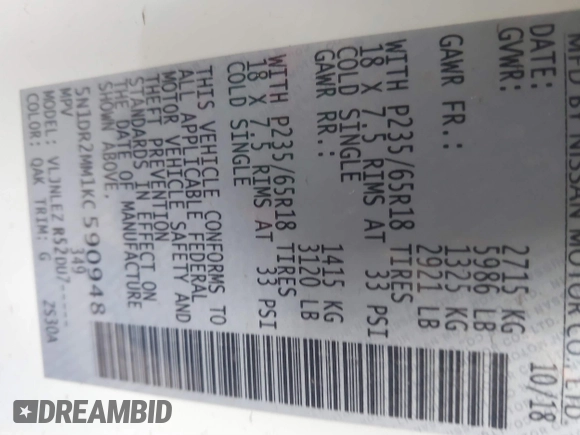 MFD BY NISSAN MOTOR CO., LTD.
DATE: 10/18
GVWR: 2715 KG
5986 LB
GAWR FR.: 1325 KG
2921 LB
WITH P235/65R18 TIRES
18 X 7.5 RIMS AT 33 PSI
COLD SINGLE
GAWR RR.: 1415 KG
3120 LB
WITH P235/65R18 TIRES
18 X 7.5 RIMS AT 33 PSI
COLD SINGLE
THIS VEHICLE CONFORMS TO
ALL APPLICABLE FEDERAL
MOTOR VEHICLE SAFETY AND
THEFT PREVENTION
STANDARDS IN EFFECT ON
THE DATE OF MANUFACTURE
SHOWN ABOVE.
5N1DR2MM1KC590948
MPV 349
MODEL: VLJNLEZ R52DU7-----
COLOR: QAK TRIM: G 2S30A
DREAMBID